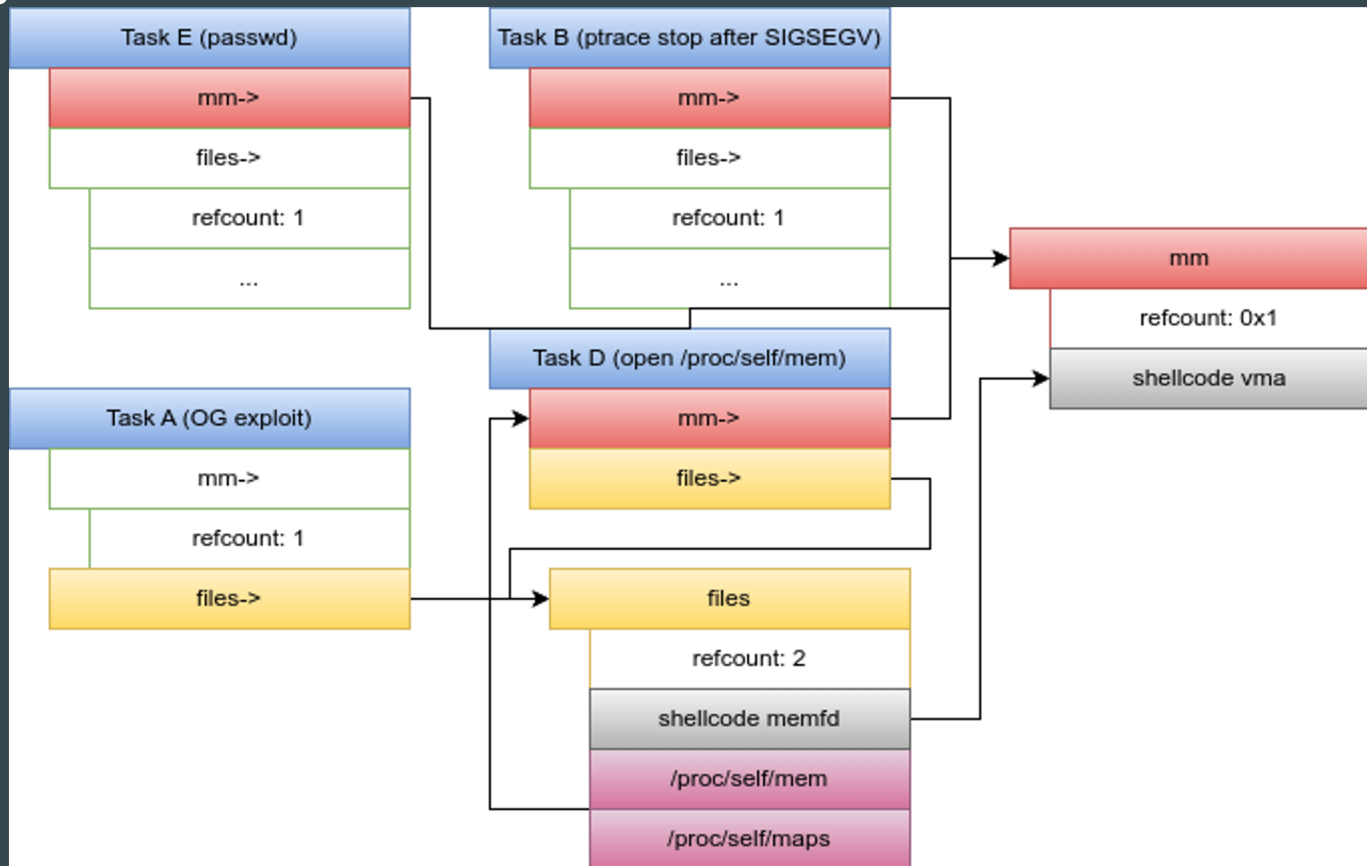 Task E (passwd)
mm->
files->
refcount: 1
...
Task B (ptrace stop after SIGSEGV)
mm->
files->
refcount: 1
...
mm
refcount: 0x1
shellcode vma
Task D (open /proc/self/mem)
mm->
files->
Task A (OG exploit)
mm->
refcount: 1
files->
files
refcount: 2
shellcode memfd
/proc/self/mem
/proc/self/maps